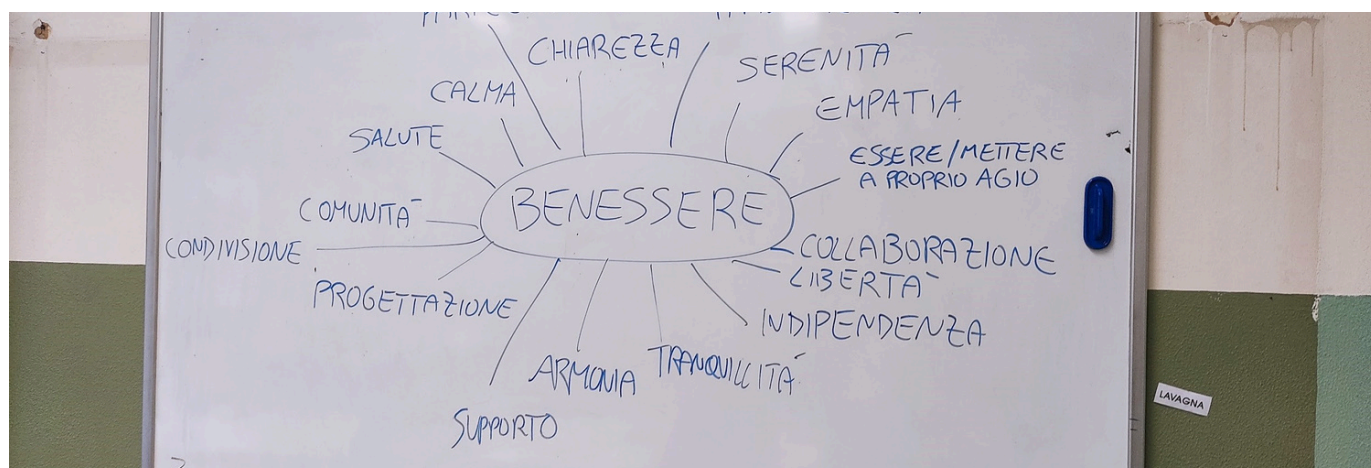 CHIAREZZA
SERENITÀ
CALMA
EMPATIA
SALUTE
ESSERE/METTERE
A PROPRIO AGIO
BENESSERE
COMUNITÀ
CONDIVISIONE
COLLABORAZIONE
LIBERTÀ
PROGETTAZIONE
INDIPENDENZA
ARMONIA
TRANQUILLITÀ
SUPPORTO
LAVAGNA